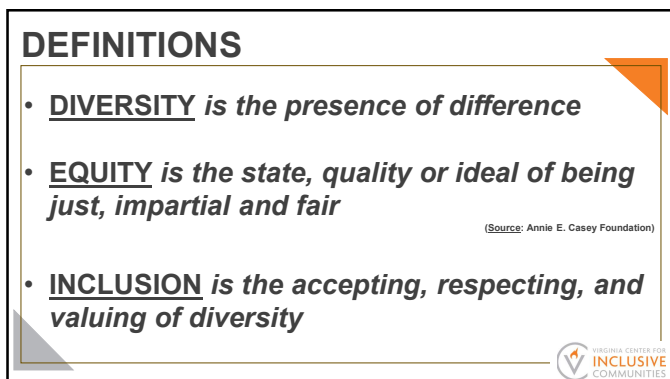 DEFINITIONS
• DIVERSITY is the presence of difference
• EQUITY is the state, quality or ideal of being
just, impartial and fair
(Source: Annie E. Casey Foundation)
• INCLUSION is the accepting, respecting, and
valuing of diversity
VIRGINIA CENTER FOR
INCLUSIVE
COMMUNITIES